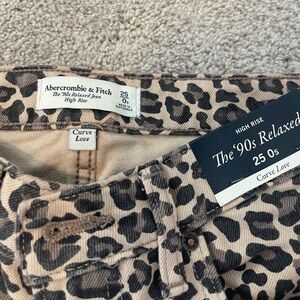 Abercrombie & Fitch
The '90s Relaxed Jean
High Rise
25
0s
Curve
Love
HIGH RISE
The '90s Relaxed
25 0s
Curve Love